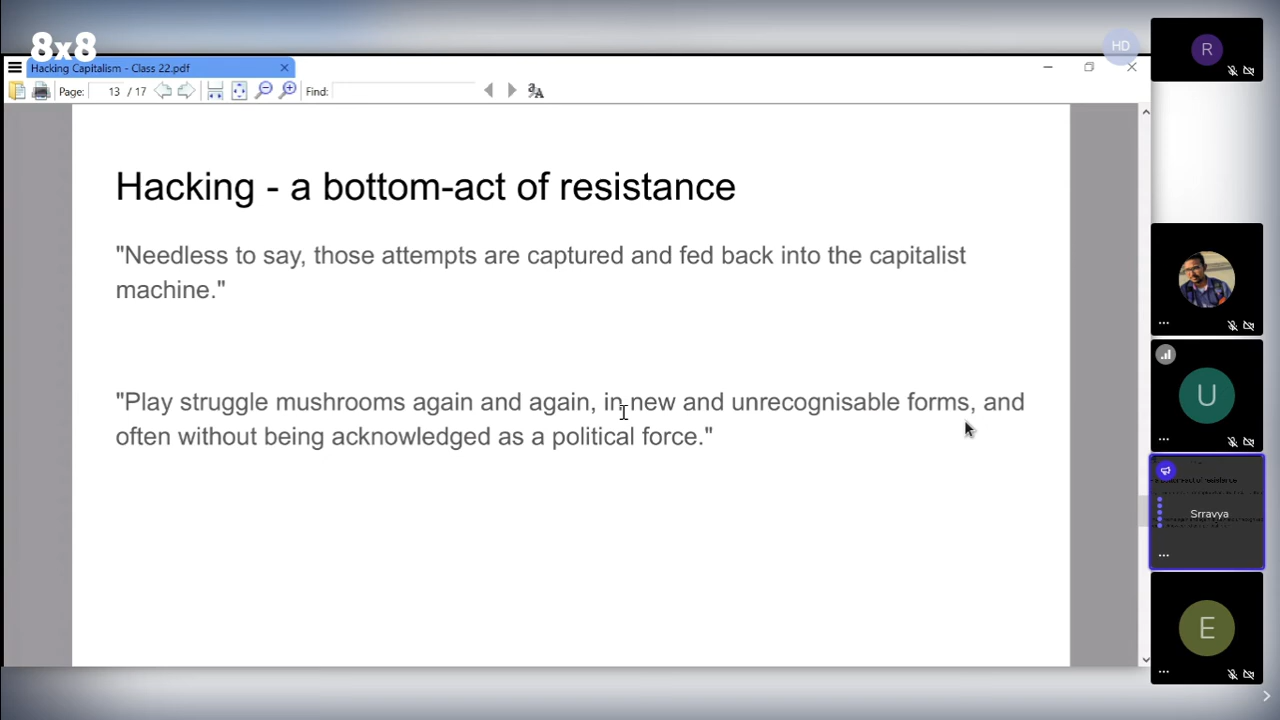 8x8
HD
R
Hacking Capitalism - Class 22.pdf
Page: 13 / 17 Find:
Hacking - a bottom-act of resistance
"Needless to say, those attempts are captured and fed back into the capitalist
machine."
"Play struggle mushrooms again and again, in new and unrecognisable forms, and
often without being acknowledged as a political force."
U
Srravya
E